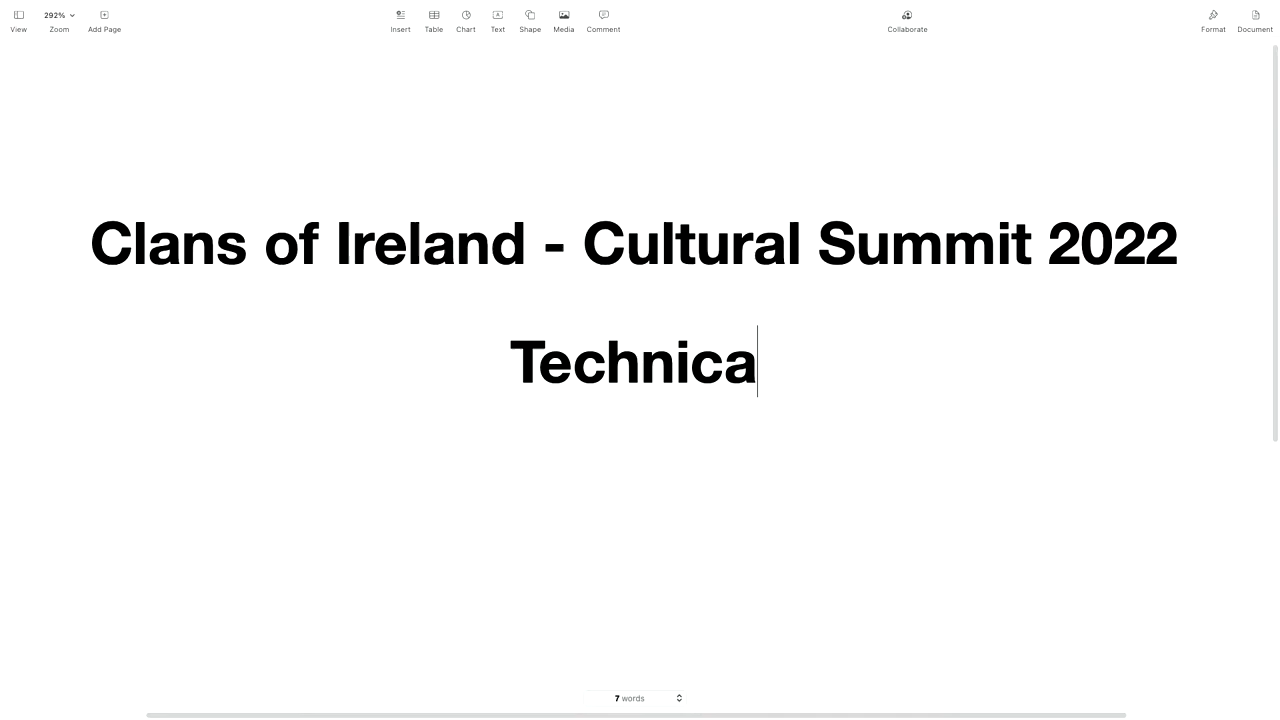 292%
View Zoom Add Page Insert Table Chart Text Shape Media Comment Collaborate Format Document
Clans of Ireland - Cultural Summit 2022
Technica
7 words